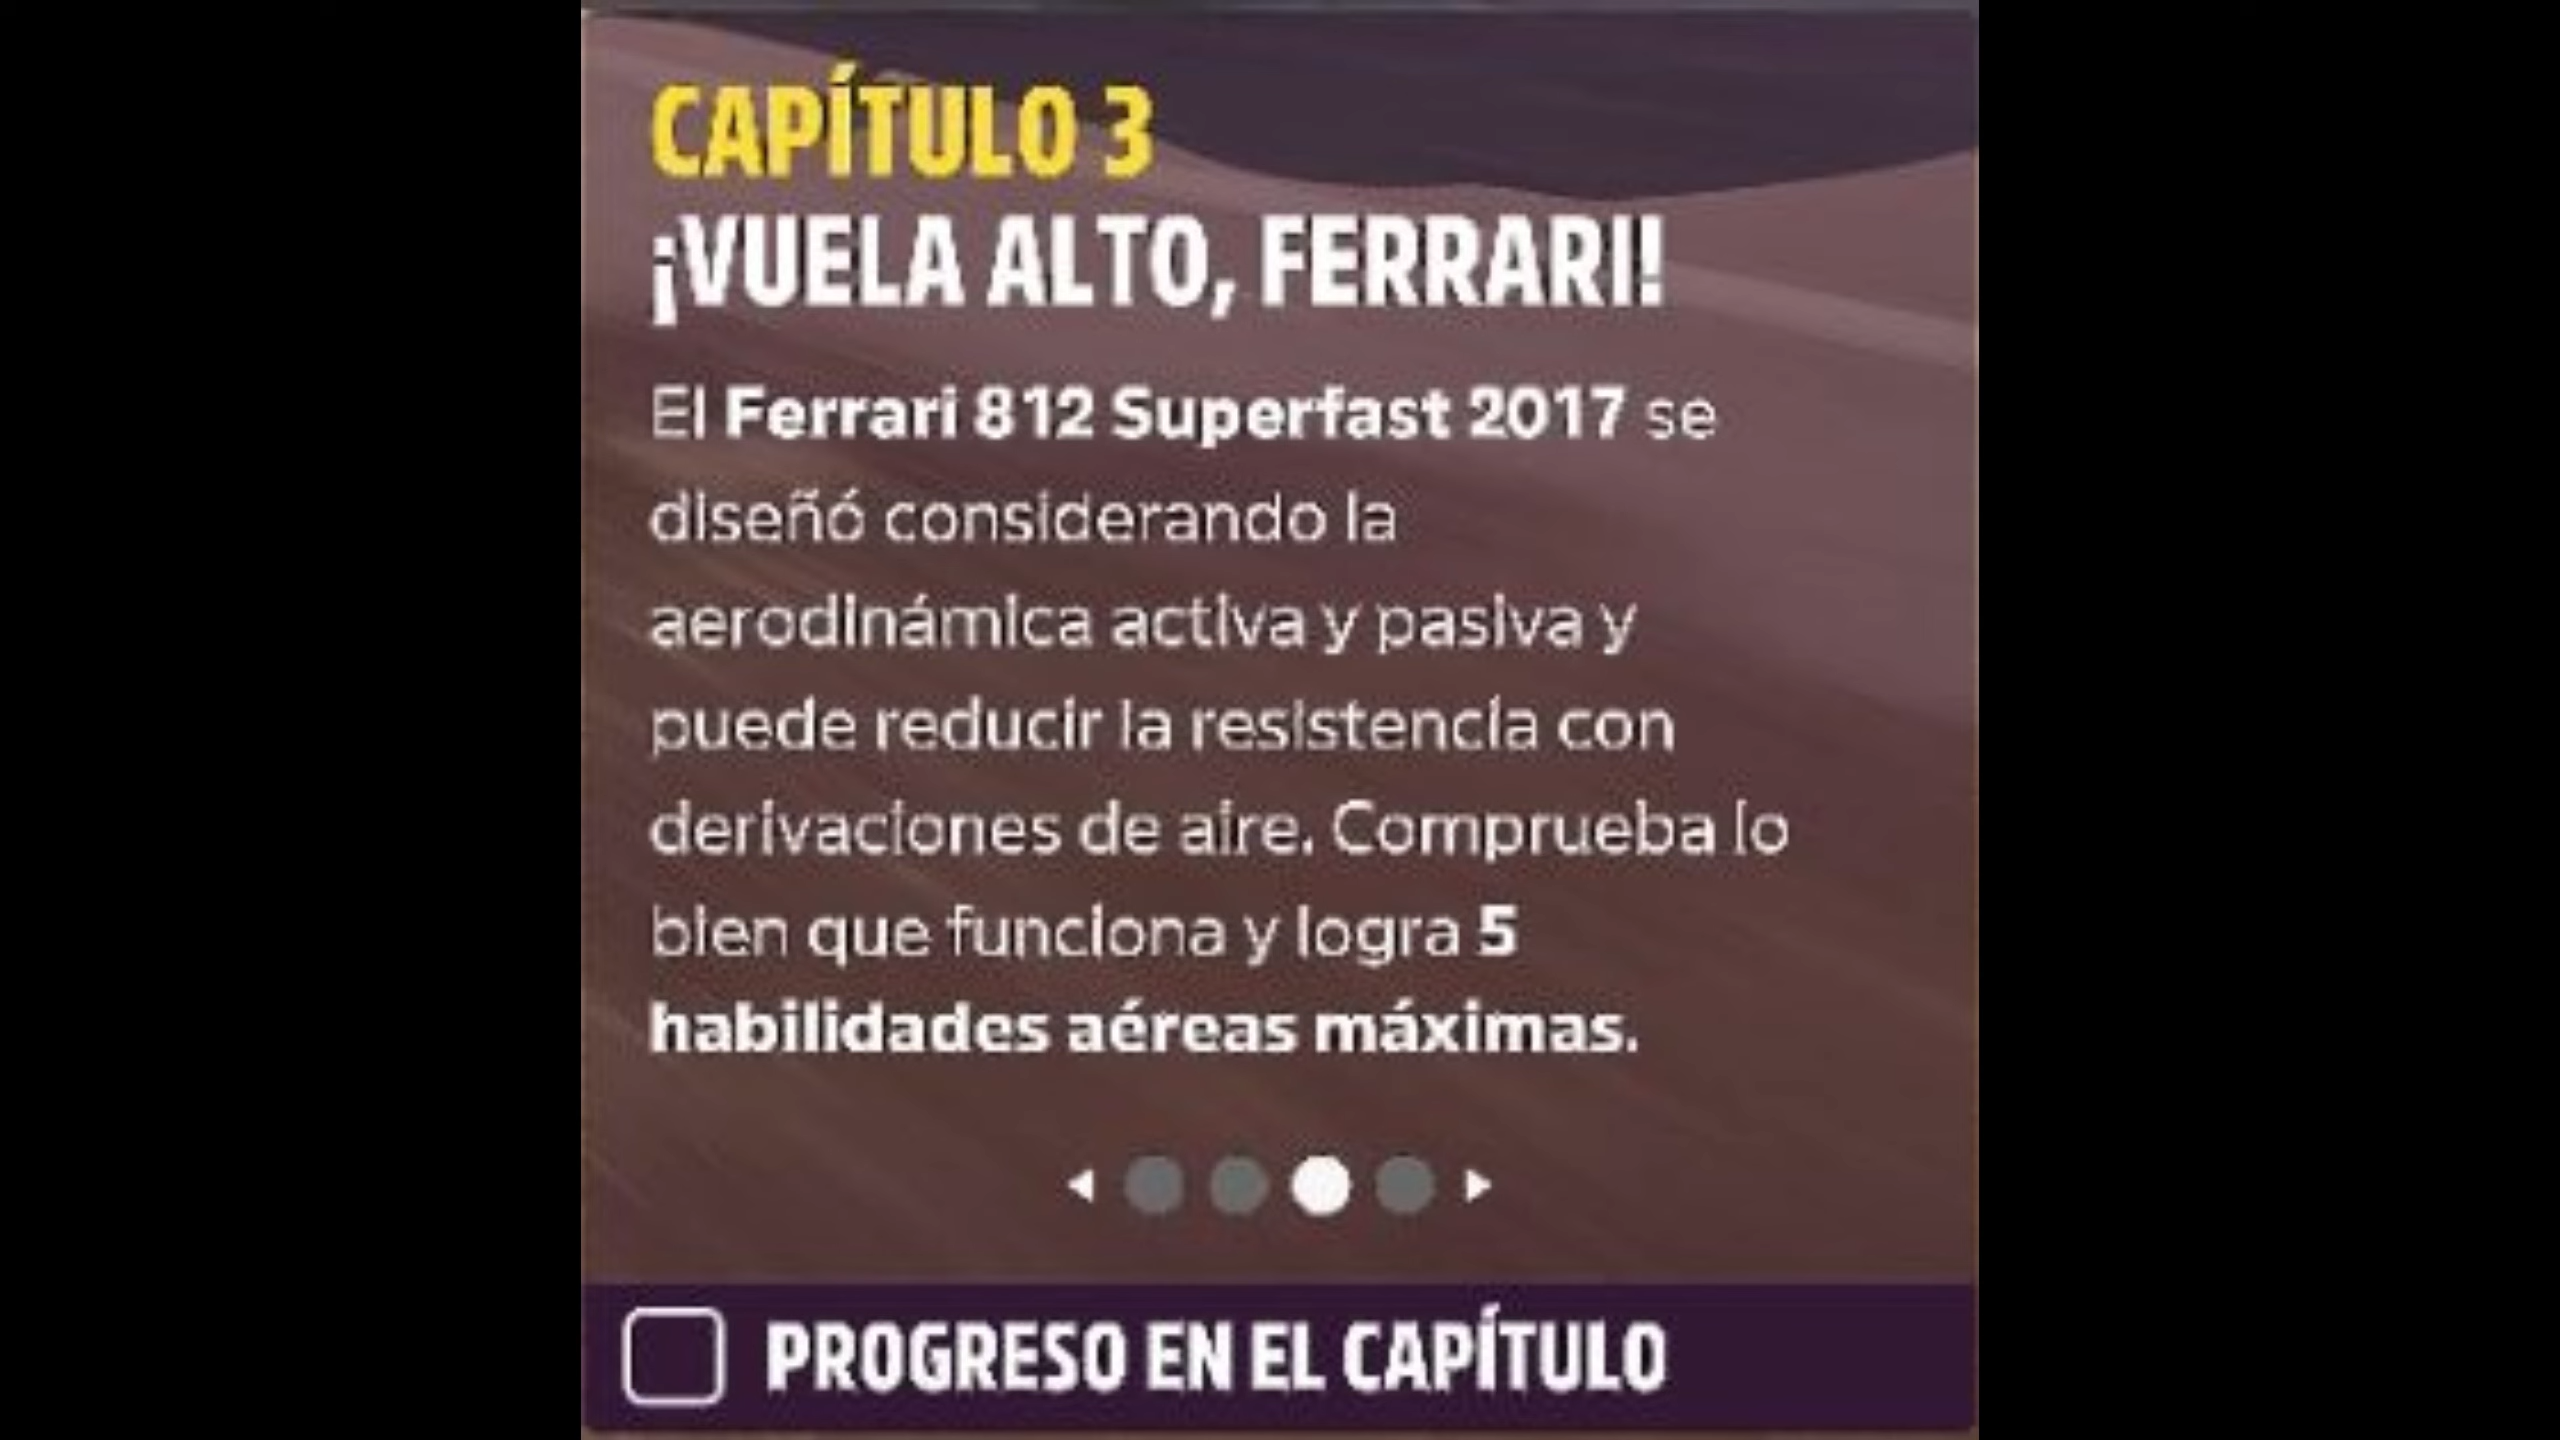 CAPÍTULO 3
¡VUELA ALTO, FERRARI!
El Ferrari 812 Superfast 2017 se
diseñó considerando la
aerodinámica activa y pasiva y
puede reducir la resistencia con
derivaciones de aire. Comprueba lo
bien que funciona y logra 5
habilidades aéreas máximas.
PROGRESO EN EL CAPÍTULO